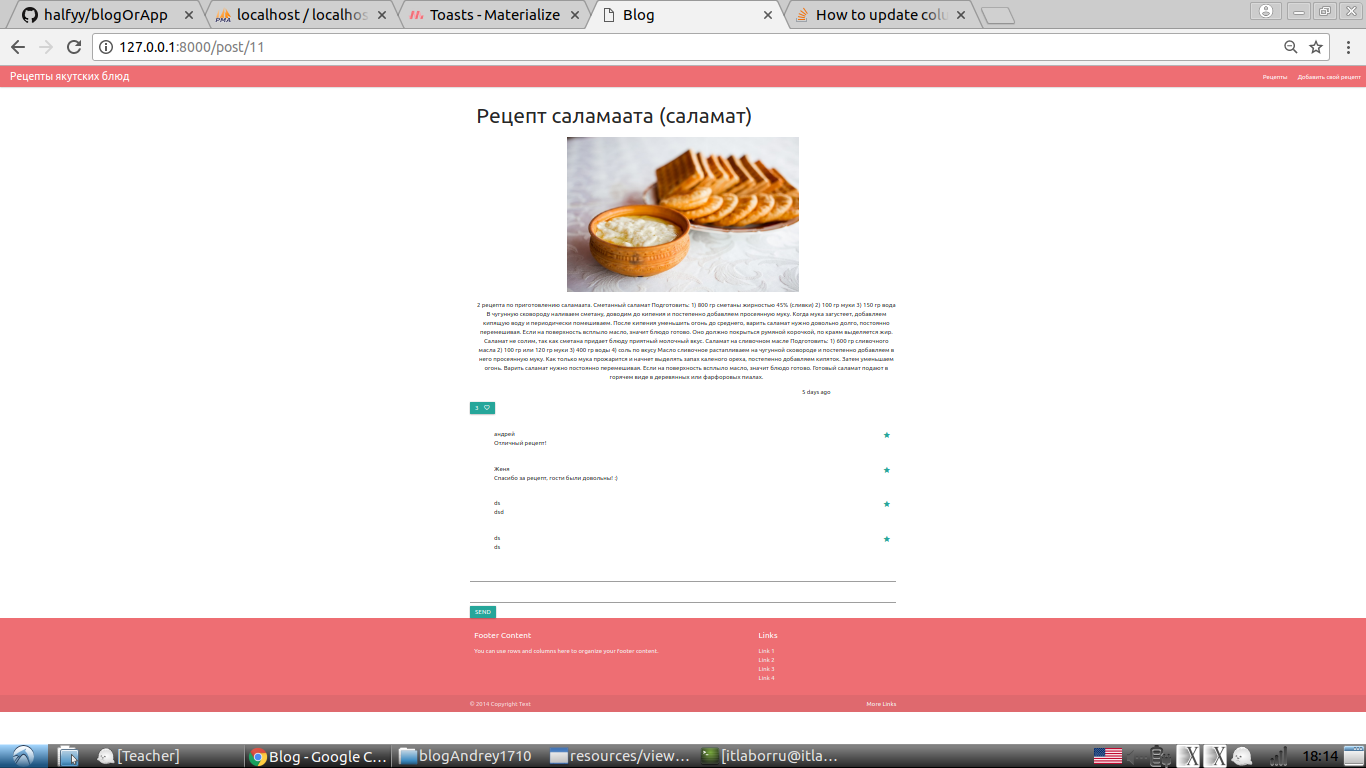 halfyy/blogOrApp
localhost / localhos
Toasts - Materialize
Blog
How to update colu
127.0.0.1:8000/post/11
Рецепты якутских блюд
Рецепты
Добавить свой рецепт
Рецепт саламаата (саламат)
2 рецепта по приготовлению саламаата. Сметанный саламат Подготовить: 1) 800 гр сметаны жирностью 45% (сливки) 2) 100 гр муки 3) 150 гр вода
В чугунную сковороду наливаем сметану, доводим до кипения и постепенно добавляем просеянную муку. Когда мука загустеет, добавляем
кипящую воду и периодически помешиваем. После кипения уменьшить огонь до среднего, варить саламат нужно довольно долго, постоянно
перемешивая. Если на поверхность всплыло масло, значит блюдо готово. Оно должно покрыться румяной корочкой, по краям выделяется жир.
Саламат не солим, так как сметана придает блюду приятный молочный вкус. Саламат на сливочном масле Подготовить: 1) 600 гр сливочного
масла 2) 100 гр или 120 гр муки 3) 400 гр воды 4) соль по вкусу Масло сливочное растапливаем на чугунной сковороде и постепенно добавляем в
него просеянную муку. Как только мука прожарится и начнет выделять запах каленого ореха, постепенно добавляем кипяток. Затем уменьшаем
огонь. Варить саламат нужно постоянно перемешивая. Если на поверхность всплыло масло, значит блюдо готово. Готовый саламат подают в
горячем виде в деревянных или фарфоровых пиалах.
5 days ago
3
андрей
Отличный рецепт!
Женя
Спасибо за рецепт, гости были довольны! :)
ds
dsd
ds
ds
SEND
Footer Content
You can use rows and columns here to organize your footer content.
Links
Link 1
Link 2
Link 3
Link 4
© 2014 Copyright Text
More Links
[Teacher]
Blog - Google C...
blogAndrey1710
resources/view...
[itlaborru@itla...
18:14